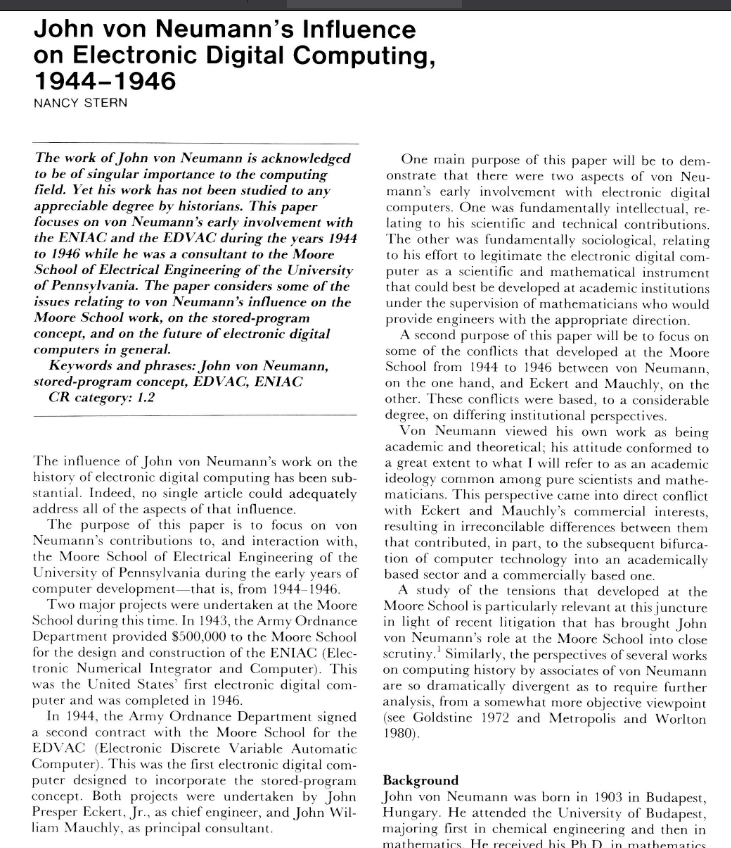 John von Neumann's Influence
on Electronic Digital Computing,
1944–1946
NANCY STERN
The work of John von Neumann is acknowledged
to be of singular importance to the computing
field. Yet his work has not been studied to any
appreciable degree by historians. This paper
focuses on von Neumann's early involvement with
the ENIAC and the EDVAC during the years 1944
to 1946 while he was a consultant to the Moore
School of Electrical Engineering of the University
of Pennsylvania. The paper considers some of the
issues relating to von Neumann's influence on the
Moore School work, on the stored-program
concept, and on the future of electronic digital
computers in general.
Keywords and phrases: John von Neumann,
stored-program concept, EDVAC, ENIAC
CR category: 1.2
The influence of John von Neumann's work on the
history of electronic digital computing has been sub-
stantial. Indeed, no single article could adequately
address all of the aspects of that influence.
The purpose of this paper is to focus on von
Neumann's contributions to, and interaction with,
the Moore School of Electrical Engineering of the
University of Pennsylvania during the early years of
computer development—that is, from 1944–1946.
Two major projects were undertaken at the Moore
School during this time. In 1943, the Army Ordnance
Department provided $500,000 to the Moore School
for the design and construction of the ENIAC (Elec-
tronic Numerical Integrator and Computer). This
was the United States' first electronic digital com-
puter and was completed in 1946.
In 1944, the Army Ordnance Department signed
a second contract with the Moore School for the
EDVAC (Electronic Discrete Variable Automatic
Computer). This was the first electronic digital com-
puter designed to incorporate the stored-program
concept. Both projects were undertaken by John
Presper Eckert, Jr., as chief engineer, and John Wil-
liam Mauchly, as principal consultant.
One main purpose of this paper will be to dem-
onstrate that there were two aspects of von Neu-
mann's early involvement with electronic digital
computers. One was fundamentally intellectual, re-
lating to his scientific and technical contributions.
The other was fundamentally sociological, relating
to his effort to legitimate the electronic digital com-
puter as a scientific and mathematical instrument
that could best be developed at academic institutions
under the supervision of mathematicians who would
provide engineers with the appropriate direction.
A second purpose of this paper will be to focus on
some of the conflicts that developed at the Moore
School from 1944 to 1946 between von Neumann,
on the one hand, and Eckert and Mauchly, on the
other. These conflicts were based, to a considerable
degree, on differing institutional perspectives.
Von Neumann viewed his own work as being
academic and theoretical; his attitude conformed to
a great extent to what I will refer to as an academic
ideology common among pure scientists and mathe-
maticians. This perspective came into direct conflict
with Eckert and Mauchly's commercial interests,
resulting in irreconcilable differences between them
that contributed, in part, to the subsequent bifurca-
tion of computer technology into an academically
based sector and a commercially based one.
A study of the tensions that developed at the
Moore School is particularly relevant at this juncture
in light of recent litigation that has brought John
von Neumann's role at the Moore School into close
scrutiny.¹ Similarly, the perspectives of several works
on computing history by associates of von Neumann
are so dramatically divergent as to require further
analysis, from a somewhat more objective viewpoint
(see Goldstine 1972 and Metropolis and Worlton
1980).
Background
John von Neumann was born in 1903 in Budapest,
Hungary. He attended the University of Budapest,
majoring first in chemical engineering and then in
mathematics. He received his Ph.D. in mathematics